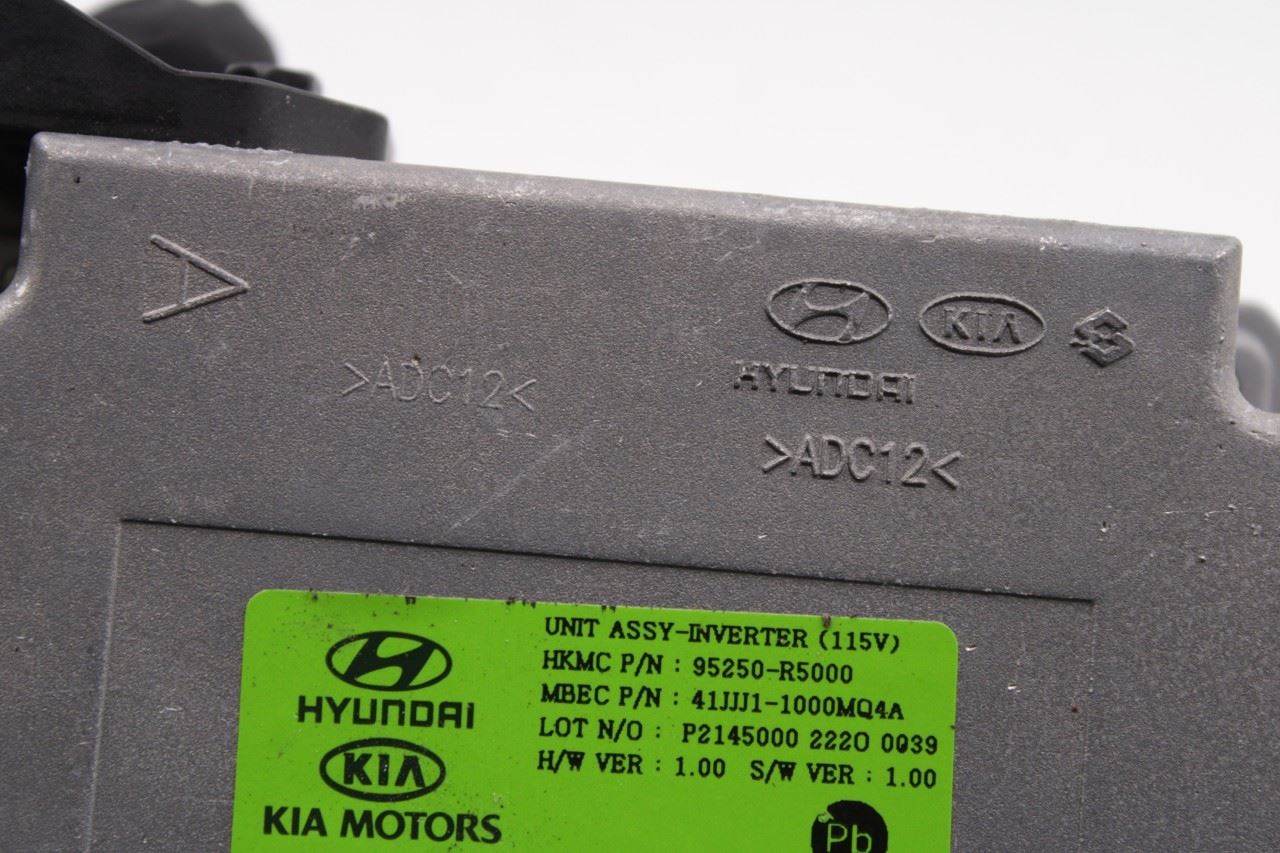 A
KIA
HYUNDAI
>ADC12<
>ADC12<
UNIT ASSY-INVERTER (115V)
HKMC P/N : 95250-R5000
MBEC P/N : 41JJJ1-1000MQ4A
LOT N/O : P2145000 2220 0039
H/W VER : 1.00 S/W VER : 1.00
HYUNDAI
KIA
KIA MOTORS
Pb